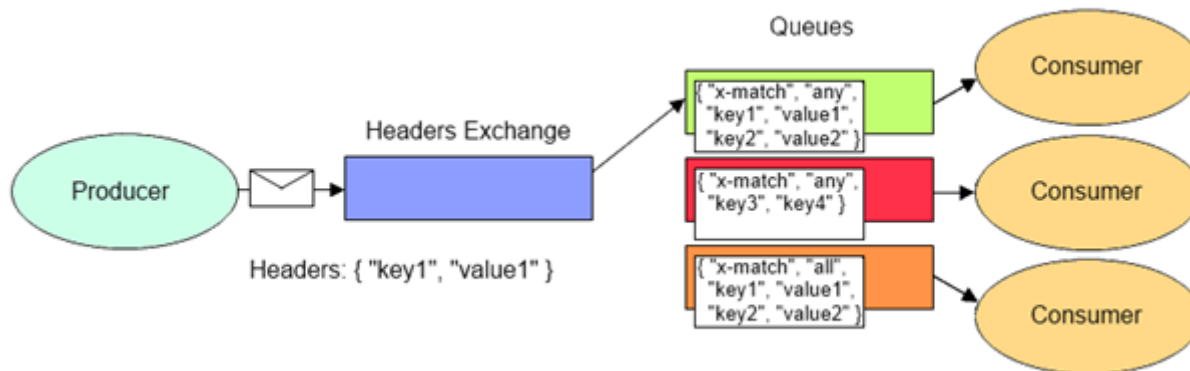 Queues
Consumer
{ "x-match", "any",
"key1", "value1",
"key2", "value2" }
Headers Exchange
Producer
{ "x-match", "any",
"key3", "key4" }
Consumer
Headers: { "key1", "value1" }
{ "x-match", "all",
"key1", "value1",
"key2", "value2" }
Consumer